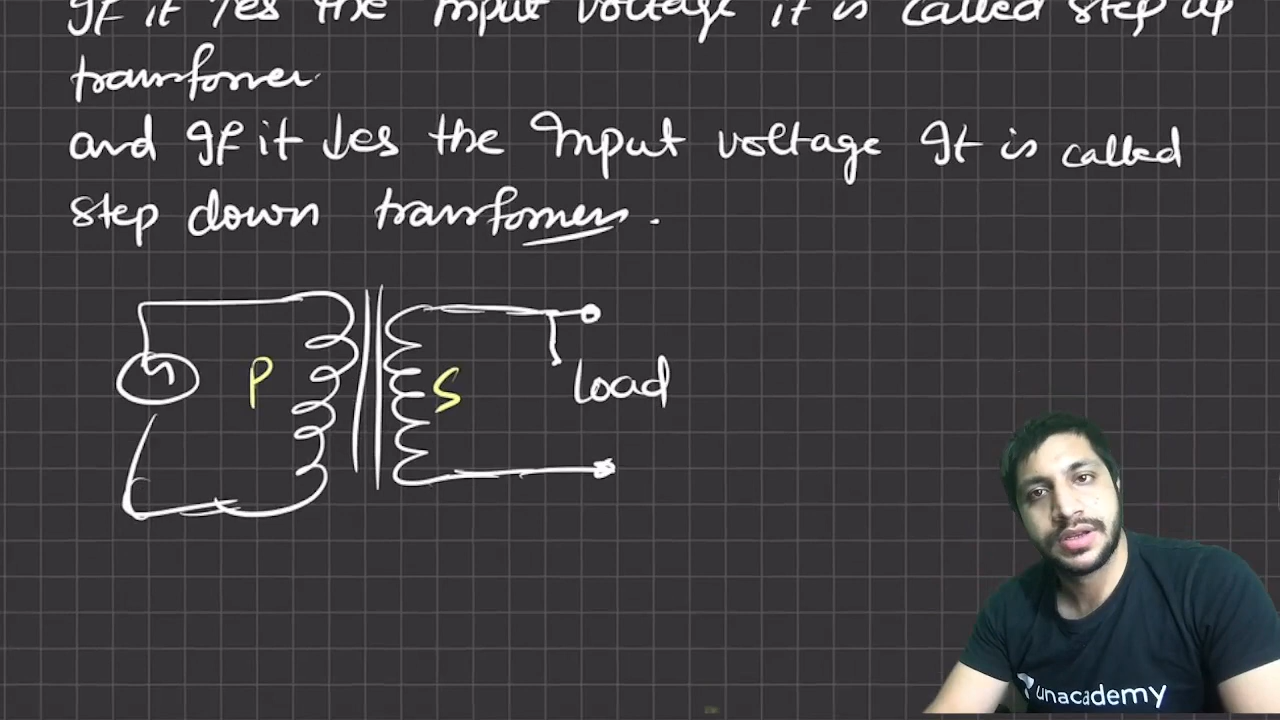 If it ↑es the Input voltage it is called step up
transformer
and If it ↓es the Input voltage It is called
step down transformer.
P S Load
unacademy